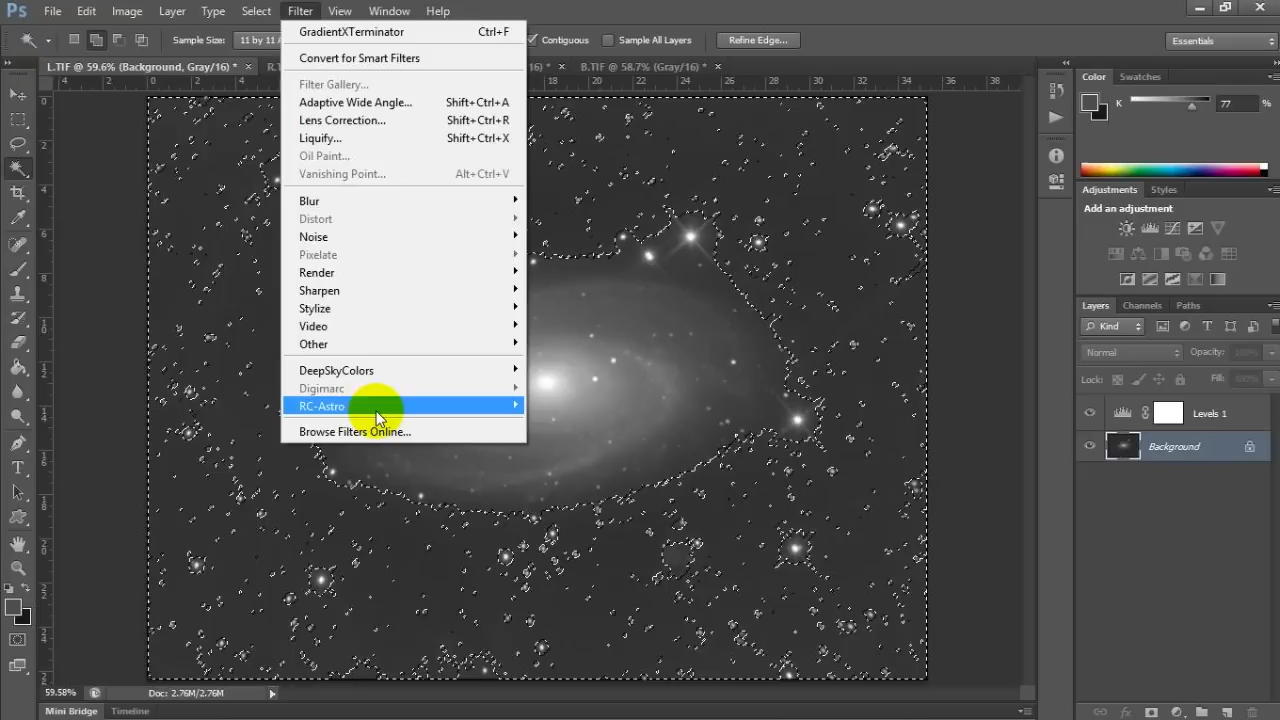 Ps File Edit Image Layer Type Select Filter View Window Help
Sample Size: 11 by 11 Contiguous Sample All Layers Refine Edge... Essentials
L.TIF @ 59.6% (Background, Gray/16) * × B.TIF @ 58.7% (Gray/16) * ×
GradientXTerminator Ctrl+F
Convert for Smart Filters
Filter Gallery...
Adaptive Wide Angle... Shift+Ctrl+A
Lens Correction... Shift+Ctrl+R
Liquify... Shift+Ctrl+X
Oil Paint...
Vanishing Point... Alt+Ctrl+V
Blur
Distort
Noise
Pixelate
Render
Sharpen
Stylize
Video
Other
DeepSkyColors
Digimarc
RC-Astro
Browse Filters Online...
Color Swatches
K 77 %
Adjustments Styles
Add an adjustment
Layers Channels Paths
Kind
Normal Opacity: 100%
Lock: Fill: 100%
Levels 1
Background
59.58% Doc: 2.76M/2.76M
Mini Bridge Timeline